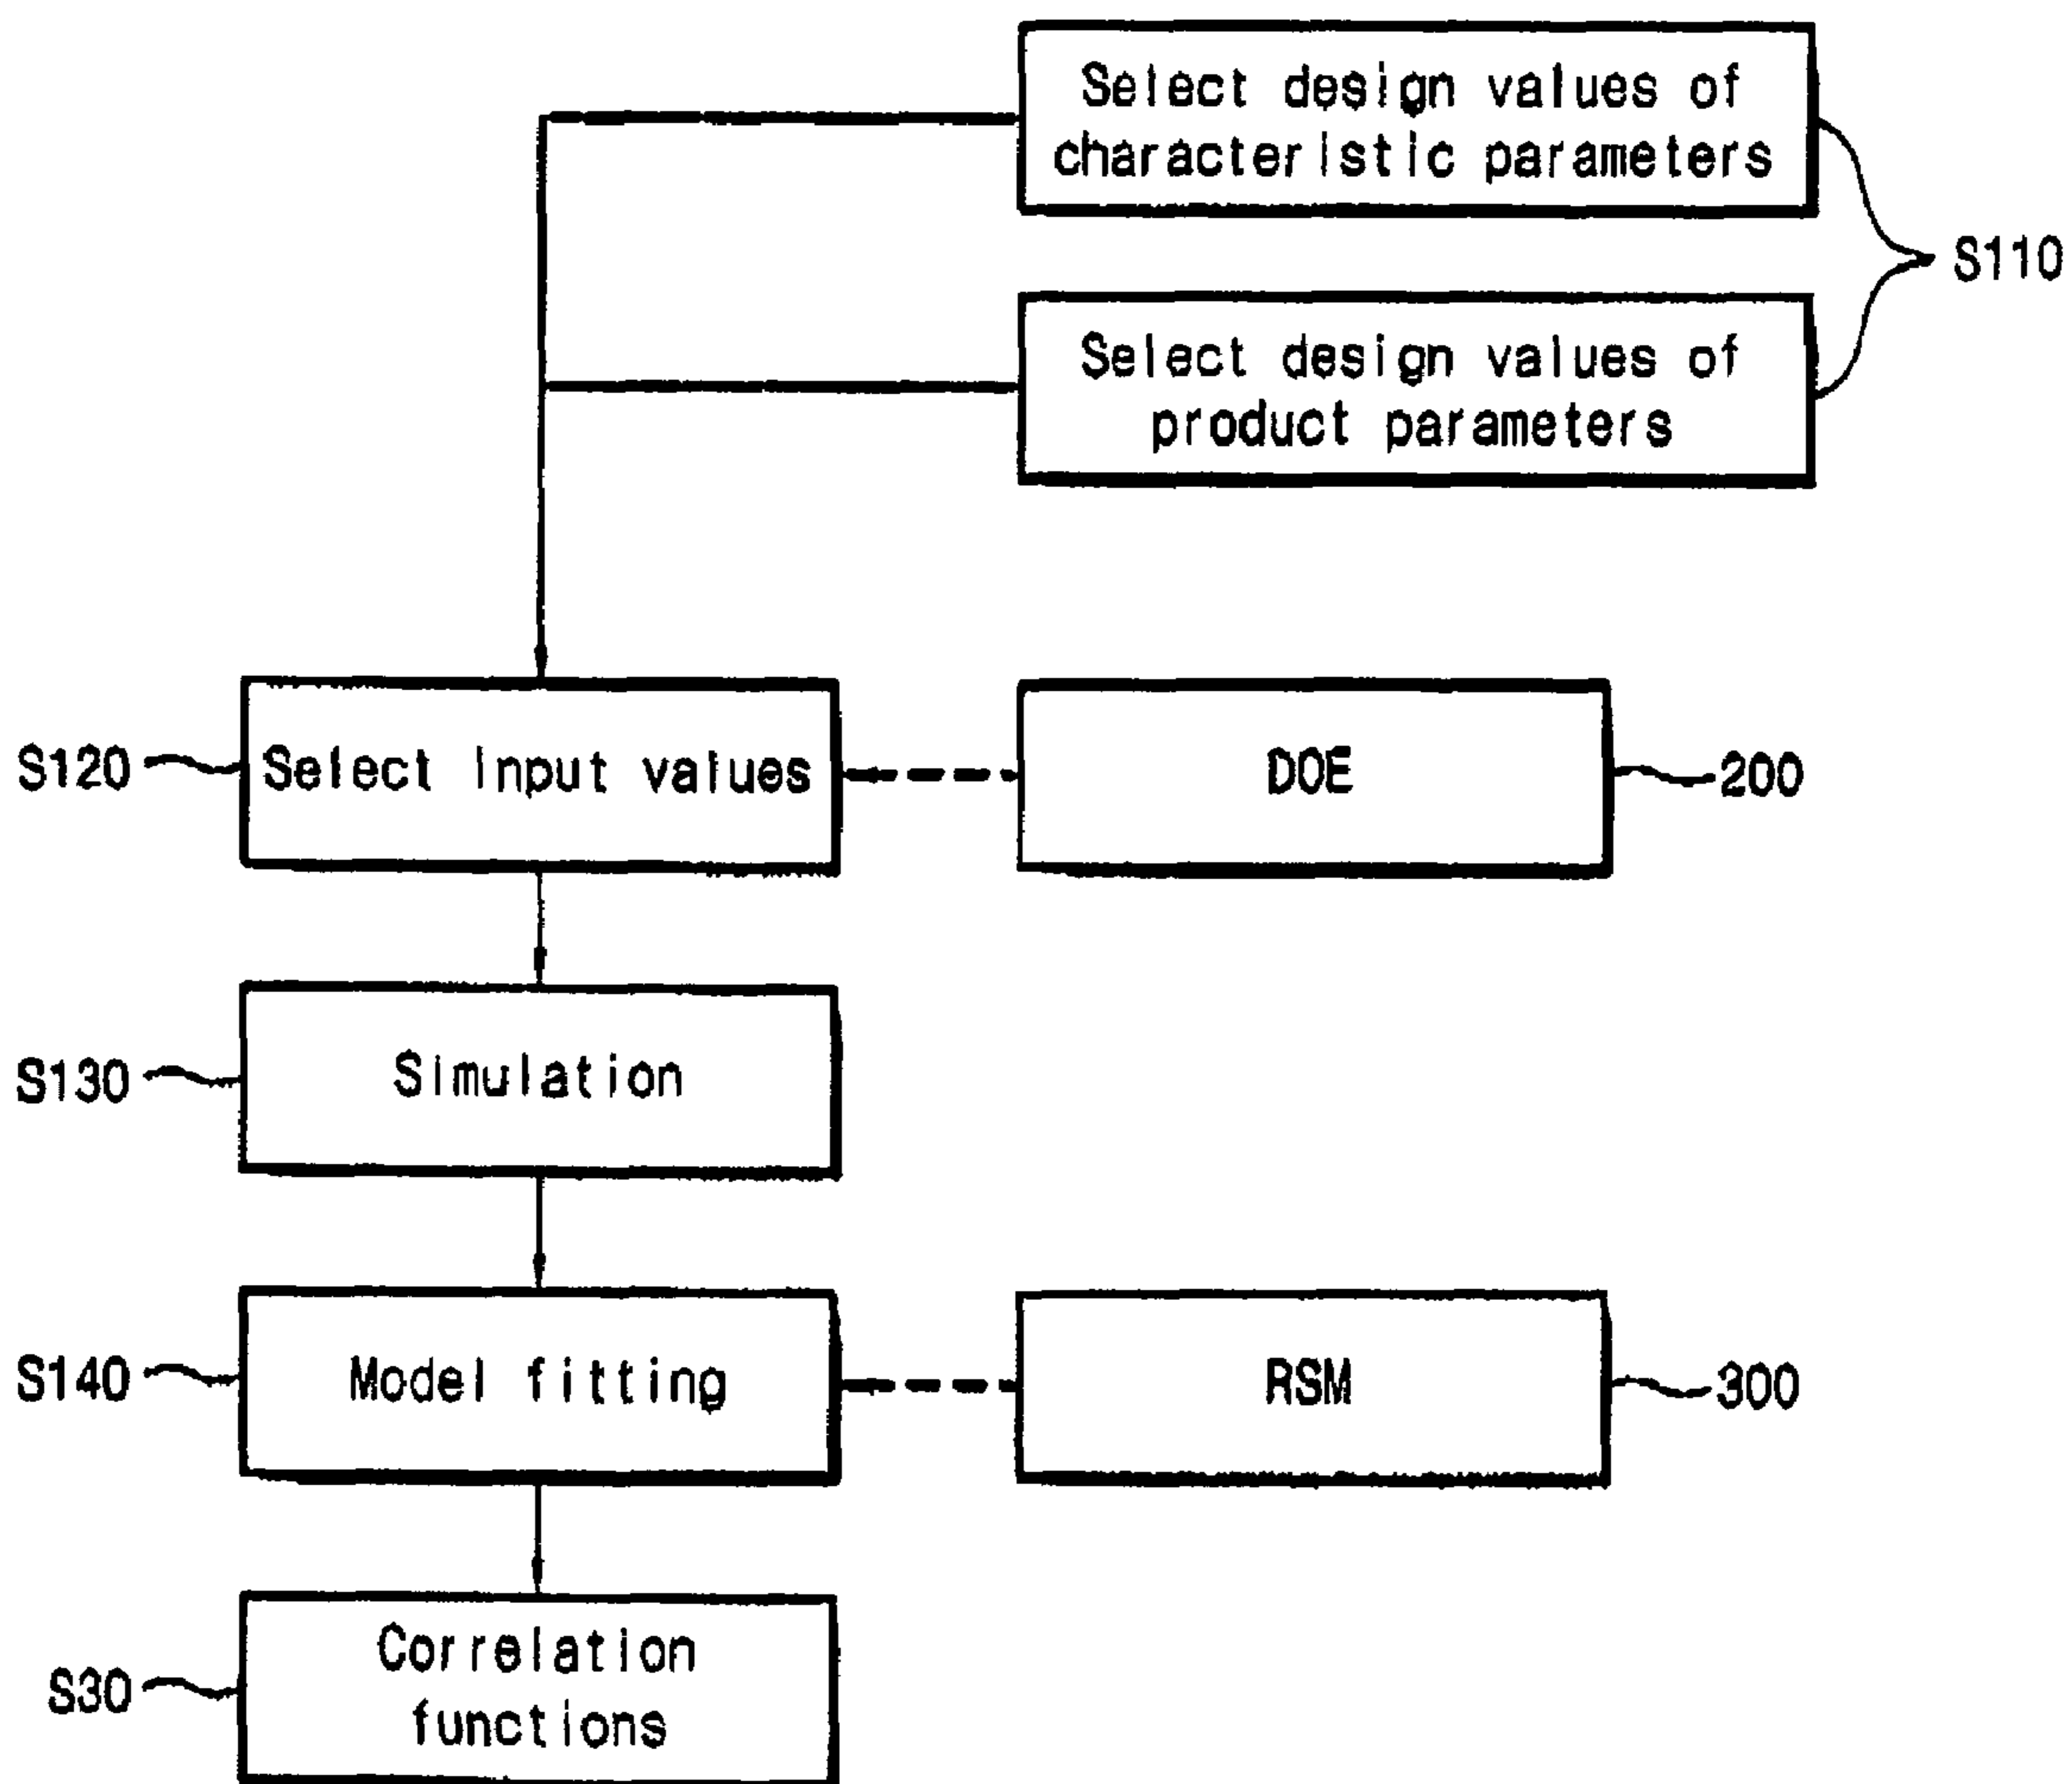 Select design values of
characteristic parameters
S110
Select design values of
product parameters
S120
Select input values
DOE
200
S130
Simulation
S140
Model fitting
RSM
300
S30
Correlation
functions